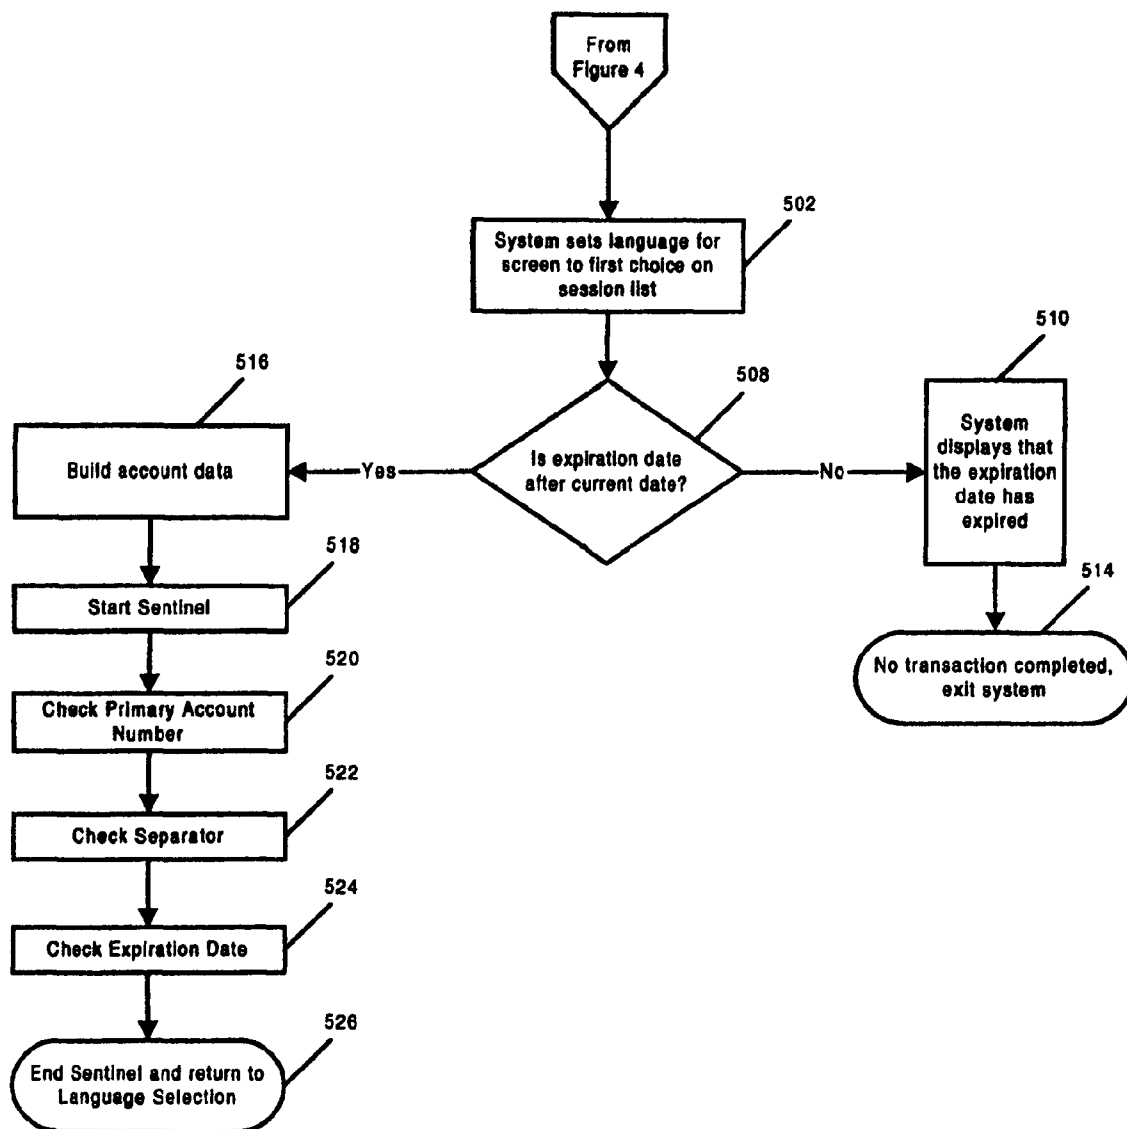 From
Figure 4
502
System sets language for
screen to first choice on
session list
508
Is expiration date
after current date?
Yes
No
510
System
displays that
the expiration
date has
expired
514
No transaction completed,
exit system
516
Build account data
518
Start Sentinel
520
Check Primary Account
Number
522
Check Separator
524
Check Expiration Date
526
End Sentinel and return to
Language Selection